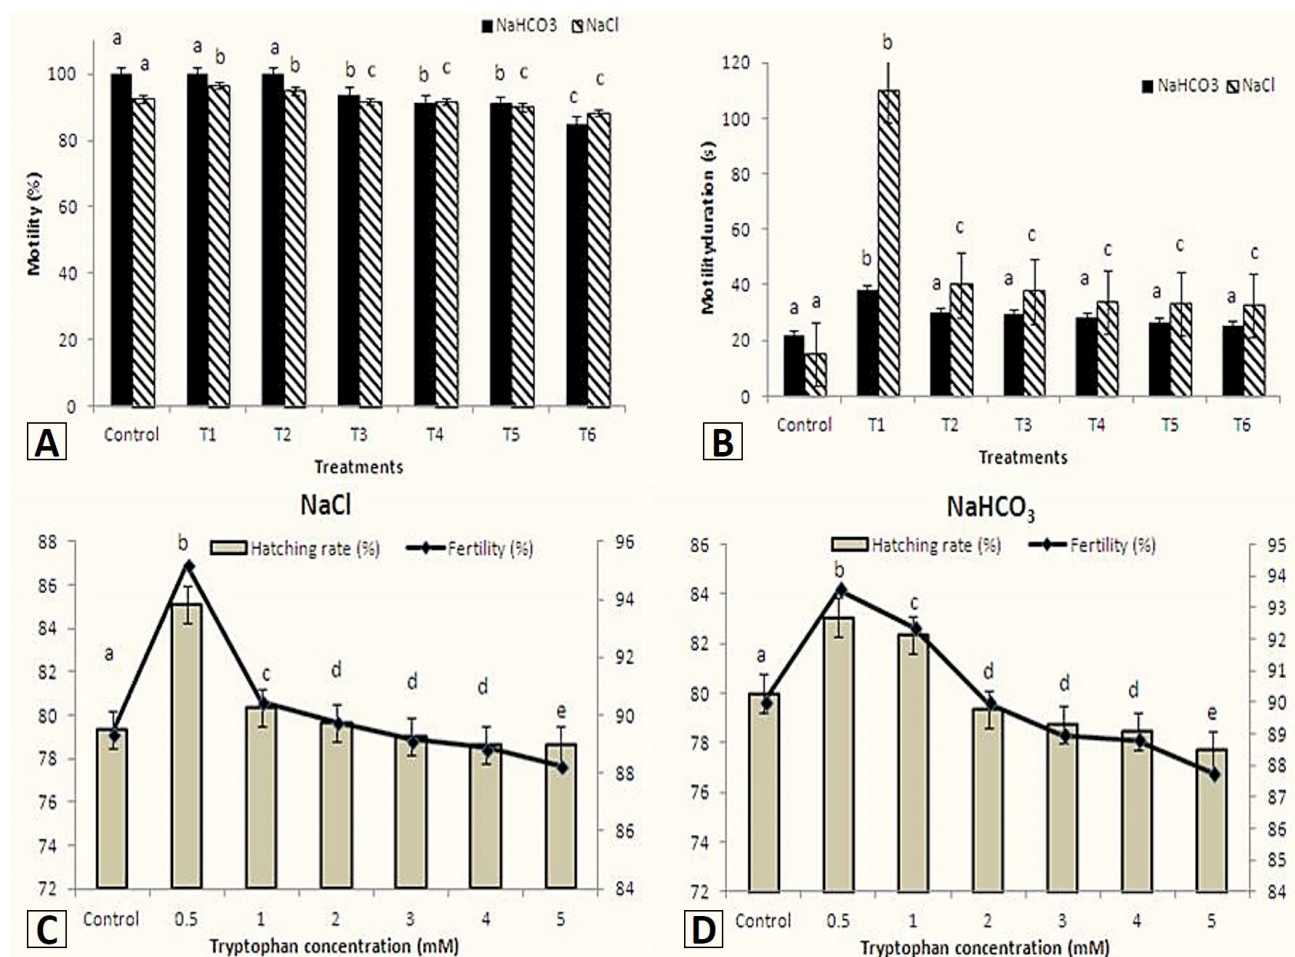 NaHCO3 NaCl
a a a b a b b c b c b c c c
100
80
60
40
20
0
Motility (%)
Control T1 T2 T3 T4 T5 T6
Treatments
A
NaHCO3 NaCl
a a b b a c a c a c a c a c
120
100
80
60
40
20
0
Motilityduration (s)
Control T1 T2 T3 T4 T5 T6
Treatments
B
NaCl
Hatching rate (%) Fertility (%)
a b c d d d e
88
86
84
82
80
78
76
74
72
96
94
92
90
88
86
84
Control 0.5 1 2 3 4 5
Tryptophan concentration (mM)
C
NaHCO₃
Hatching rate (%) Fertility (%)
a b c d d d e
86
84
82
80
78
76
74
72
95
94
93
92
91
90
89
88
87
86
85
84
Control 0.5 1 2 3 4 5
Tryptophan concentration (mM)
D